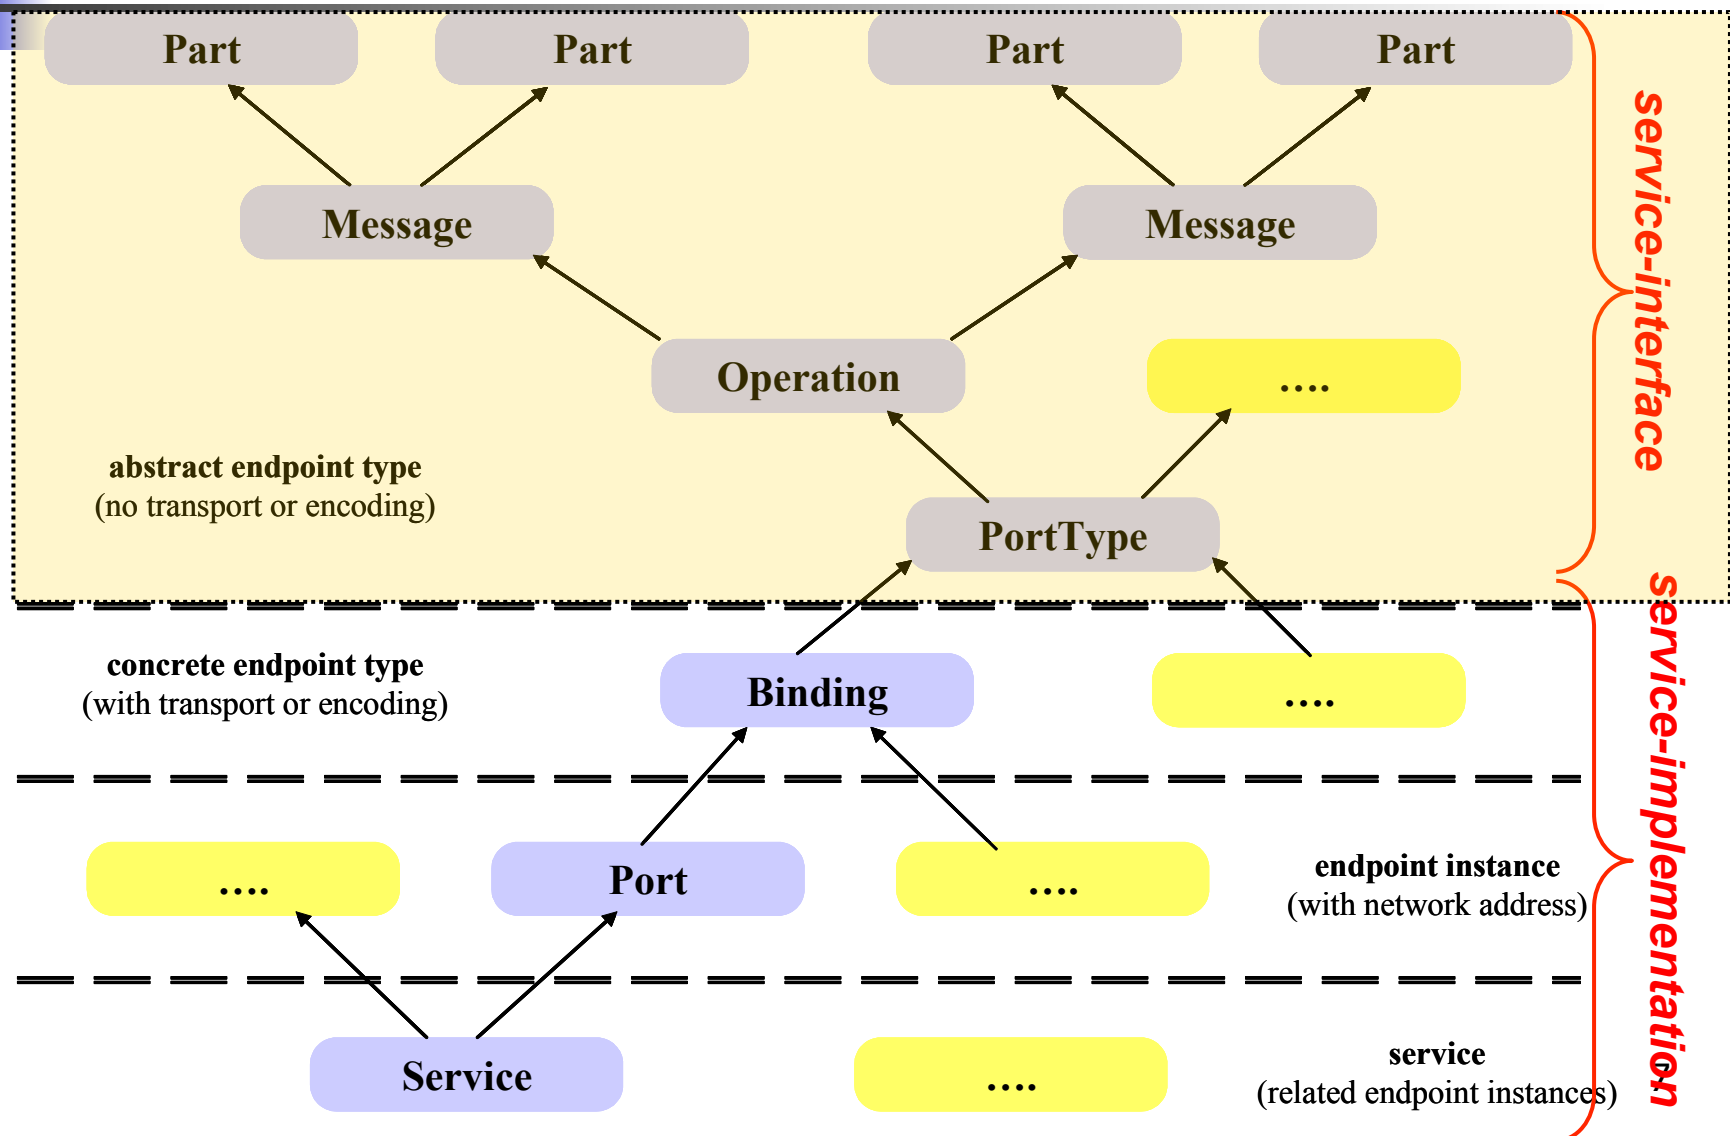 Part
Part
Part
Part
Message
Message
service-interface
Operation
....
abstract endpoint type
(no transport or encoding)
PortType
concrete endpoint type
(with transport or encoding)
Binding
....
service-implementation
....
Port
....
endpoint instance
(with network address)
Service
....
service
(related endpoint instances)